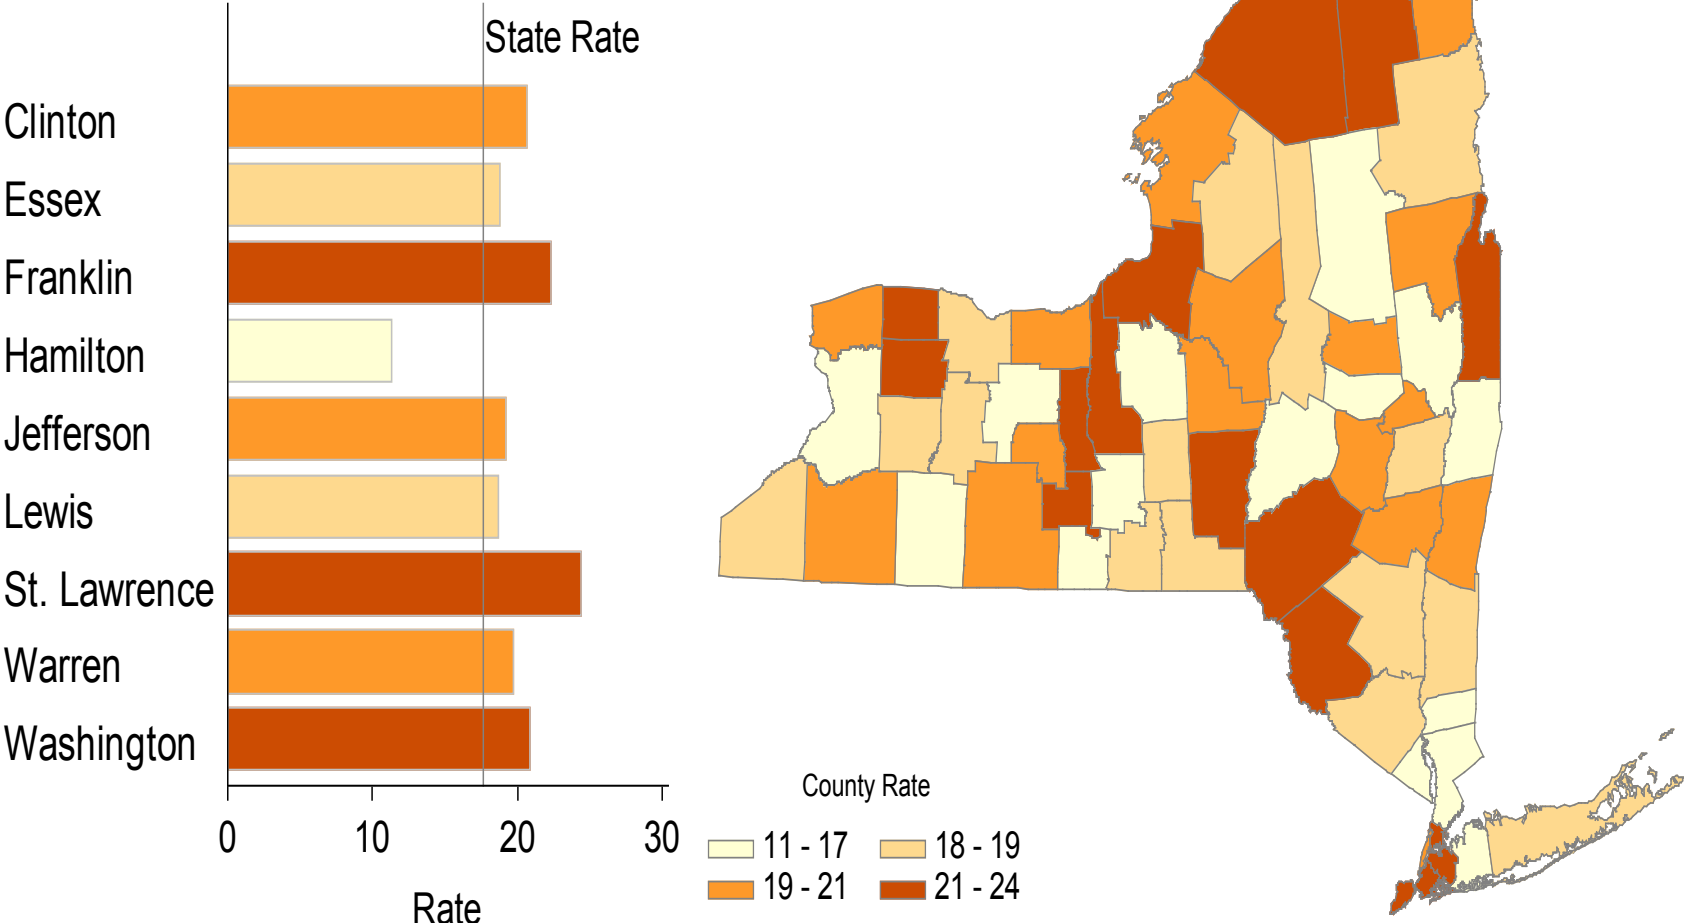 State Rate
Clinton
Essex
Franklin
Hamilton
Jefferson
Lewis
St. Lawrence
Warren
Washington
0 10 20 30
Rate
County Rate
11 - 17 18 - 19
19 - 21 21 - 24